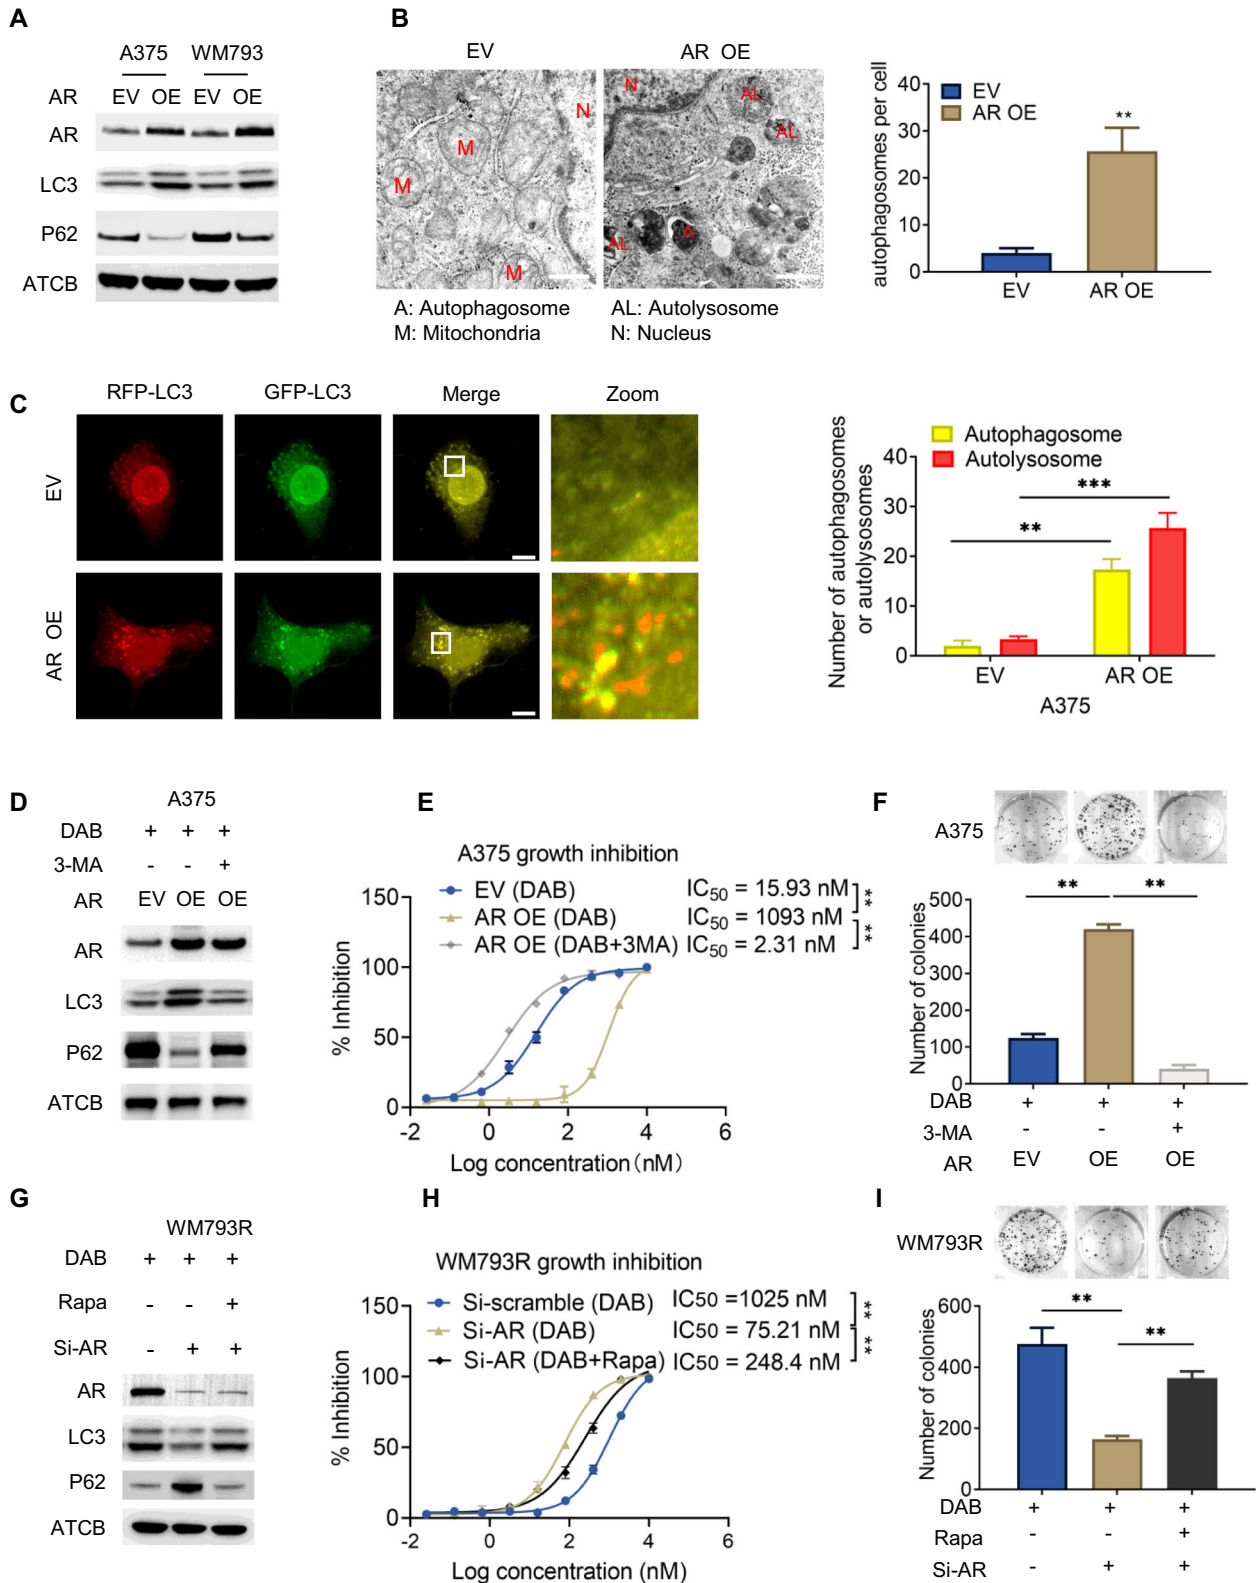 A
A375 WM793
AR EV OE EV OE
AR
LC3
P62
ATCB
B
EV AR OE
N
M
M
M
N
AL
AL
AL
A
A: Autophagosome AL: Autolysosome
M: Mitochondria N: Nucleus
autophagosomes per cell
40
30
20
10
0
EV
AR OE
**
EV AR OE
C
RFP-LC3 GFP-LC3 Merge Zoom
EV
AR OE
Number of autophagosomes
or autolysosomes
Autophagosome
Autolysosome
40
30
20
10
0
***
**
EV AR OE
A375
D
A375
DAB + + +
3-MA - - +
AR EV OE OE
AR
LC3
P62
ATCB
E
A375 growth inhibition
EV (DAB) IC50 = 15.93 nM
AR OE (DAB) IC50 = 1093 nM
AR OE (DAB+3MA) IC50 = 2.31 nM
**
**
% Inhibition
150
100
50
0
-2 0 2 4 6
Log concentration (nM)
F
A375
Number of colonies
500
400
300
200
100
0
** **
DAB + + +
3-MA - - +
AR EV OE OE
G
WM793R
DAB + + +
Rapa - - +
Si-AR - + +
AR
LC3
P62
ATCB
H
WM793R growth inhibition
Si-scramble (DAB) IC50 =1025 nM
Si-AR (DAB) IC50 = 75.21 nM
Si-AR (DAB+Rapa) IC50 = 248.4 nM
**
**
% Inhibition
150
100
50
0
-2 0 2 4 6
Log concentration (nM)
I
WM793R
Number of colonies
600
400
200
0
**
**
DAB + + +
Rapa - - +
Si-AR - + +